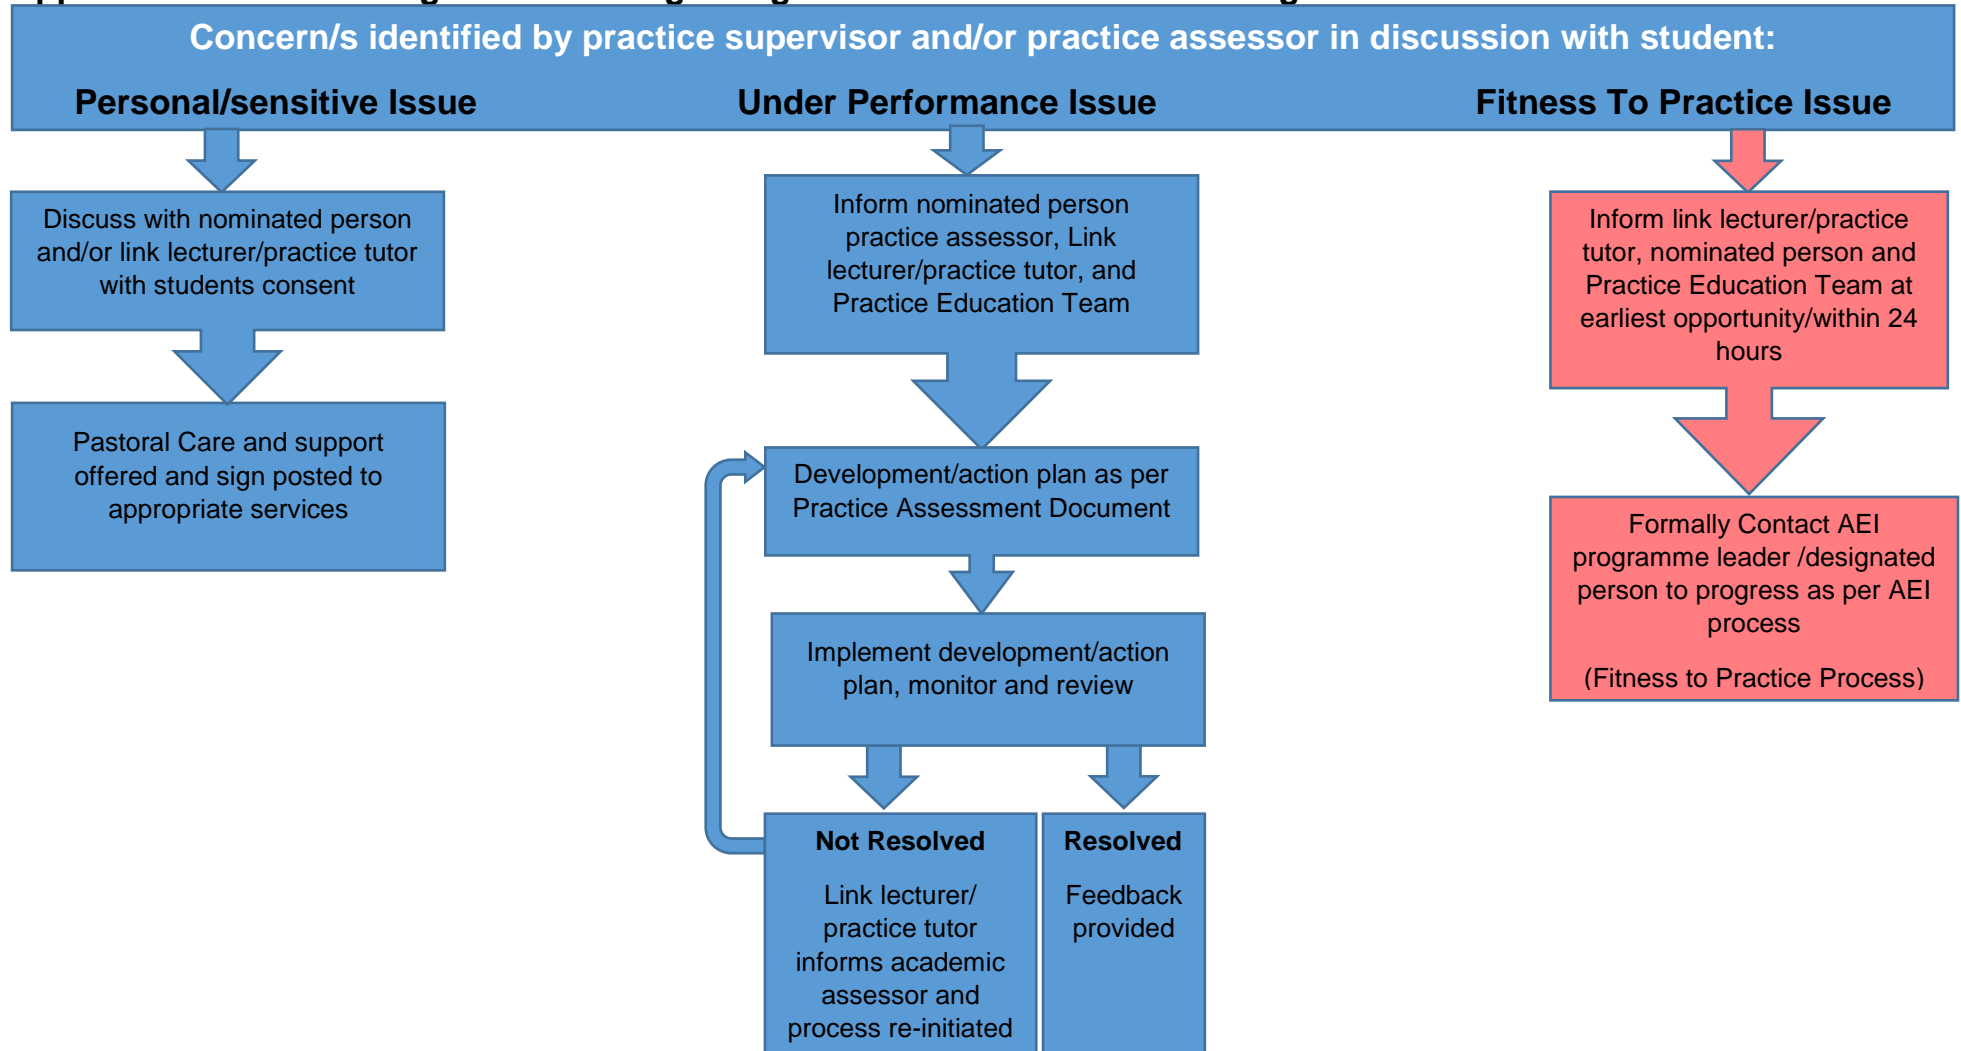 Concern/s identified by practice supervisor and/or practice assessor in discussion with student:
Personal/sensitive Issue
Under Performance Issue
Fitness To Practice Issue
Discuss with nominated person
and/or link lecturer/practice tutor
with students consent
Pastoral Care and support
offered and sign posted to
appropriate services
Inform nominated person
practice assessor, Link
lecturer/practice tutor, and
Practice Education Team
Development/action plan as per
Practice Assessment Document
Implement development/action
plan, monitor and review
Not Resolved
Link lecturer/
practice tutor
informs academic
assessor and
process re-initiated
Resolved
Feedback
provided
Inform link lecturer/practice
tutor, nominated person and
Practice Education Team at
earliest opportunity/within 24
hours
Formally Contact AEI
programme leader /designated
person to progress as per AEI
process
(Fitness to Practice Process)